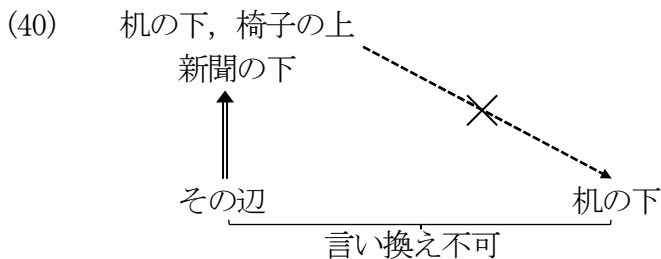 (40) 机の下，椅子の上
新聞の下
その辺 机の下
言い換え不可